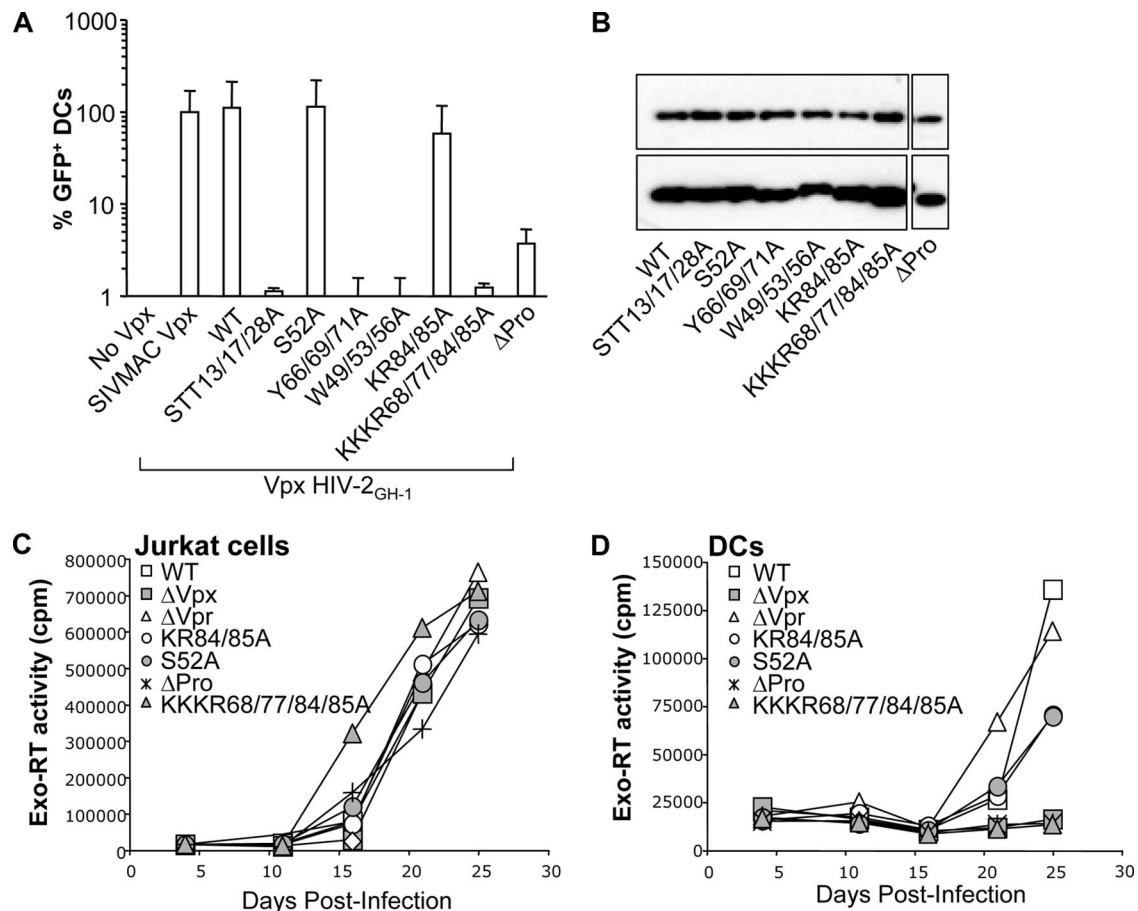 A
% GFP+ DCs
1000
100
10
1
No Vpx
SIVMAC Vpx
WT
STT13/17/28A
S52A
Y66/69/71A
W49/53/56A
KR84/85A
KKKR68/77/84/85A
ΔPro
Vpx HIV-2GH-1
B
WT
STT13/17/28A
S52A
Y66/69/71A
W49/53/56A
KR84/85A
KKKR68/77/84/85A
ΔPro
C
Jurkat cells
Exo-RT activity (cpm)
800000
700000
600000
500000
400000
300000
200000
100000
0
WT
ΔVpx
ΔVpr
KR84/85A
S52A
ΔPro
KKKR68/77/84/85A
0 5 10 15 20 25 30
Days Post-Infection
D
DCs
Exo-RT activity (cpm)
150000
125000
100000
75000
50000
25000
0
WT
ΔVpx
ΔVpr
KR84/85A
S52A
ΔPro
KKKR68/77/84/85A
0 5 10 15 20 25 30
Days Post-Infection